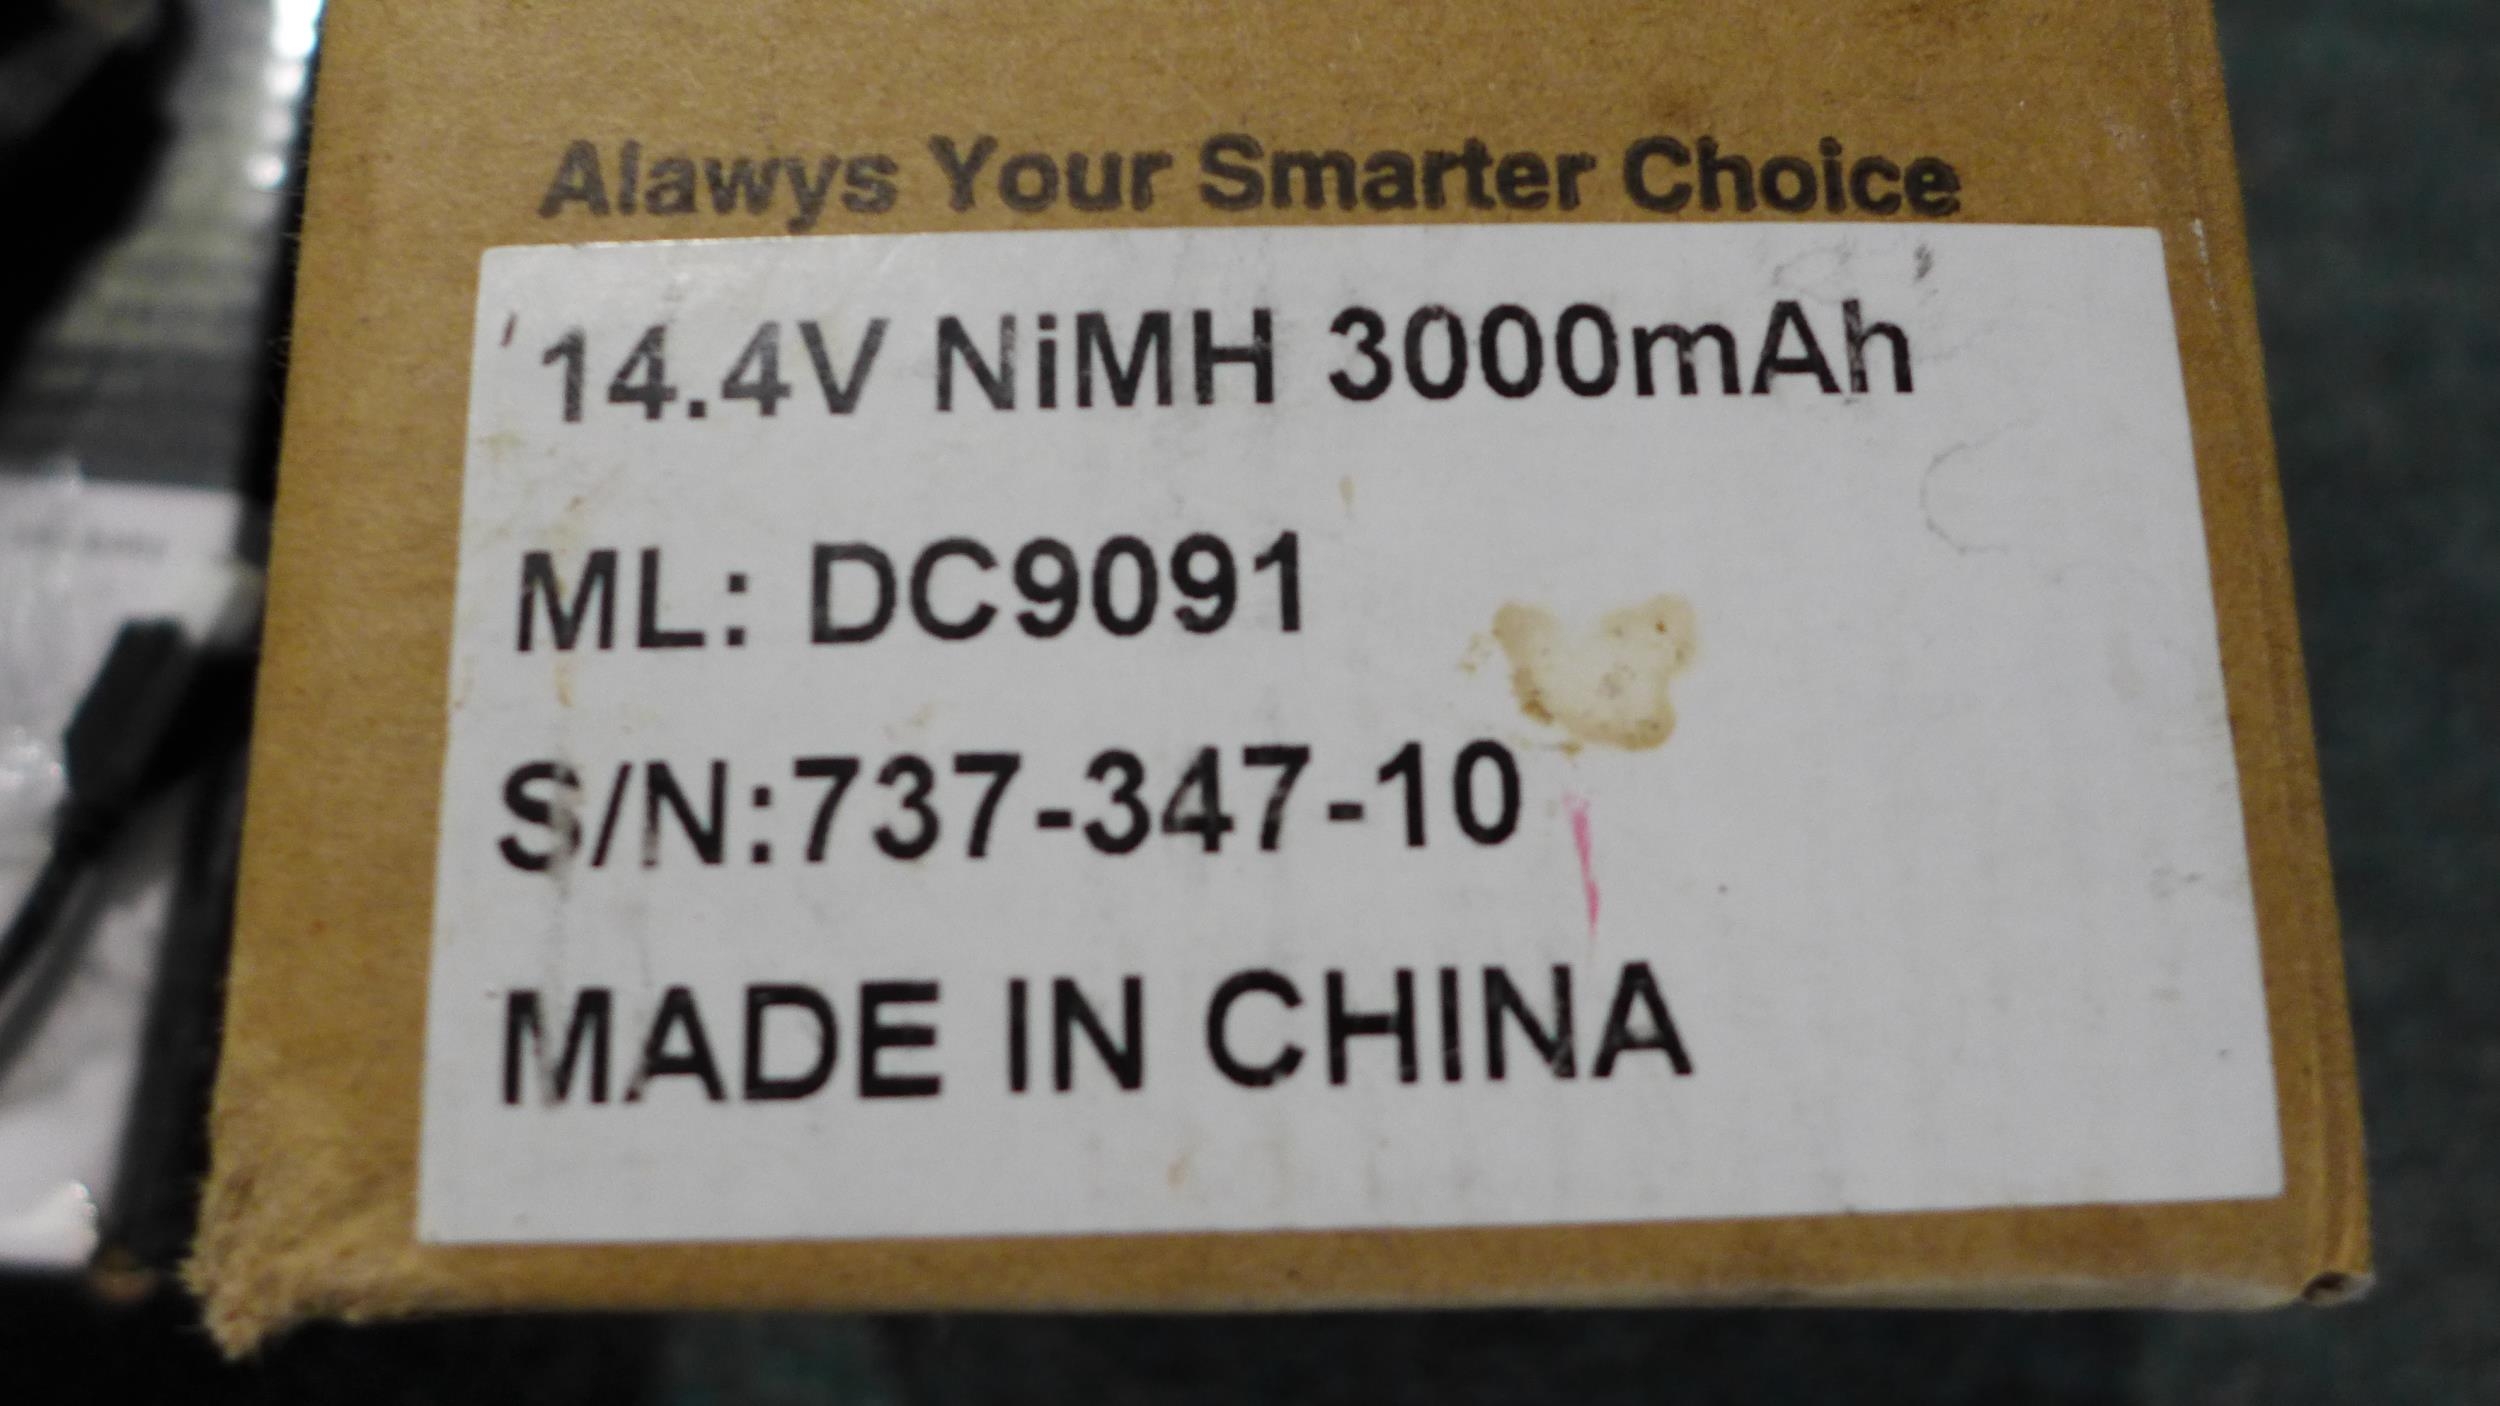 Alawys Your Smarter Choice
14.4V NiMH 3000mAh
ML: DC9091
S/N:737-347-10
MADE IN CHINA